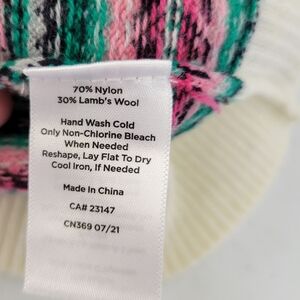 70% Nylon
30% Lamb's Wool
Hand Wash Cold
Only Non-Chlorine Bleach
When Needed
Reshape, Lay Flat To Dry
Cool Iron, If Needed
Made In China
CA# 23147
CN369 07/21